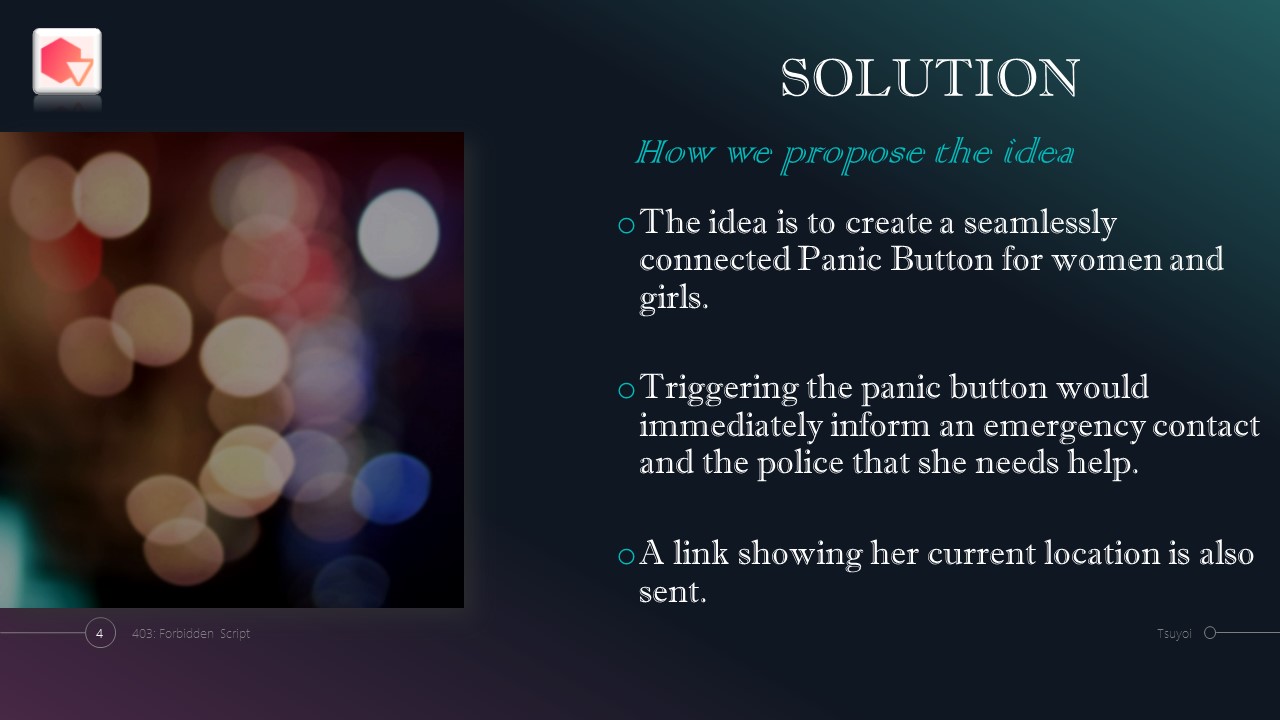 SOLUTION
How we propose the idea
The idea is to create a seamlessly
connected Panic Button for women and
girls.
Triggering the panic button would
immediately inform an emergency contact
and the police that she needs help.
A link showing her current location is also
sent.
4
403: Forbidden Script
Tsuyoi